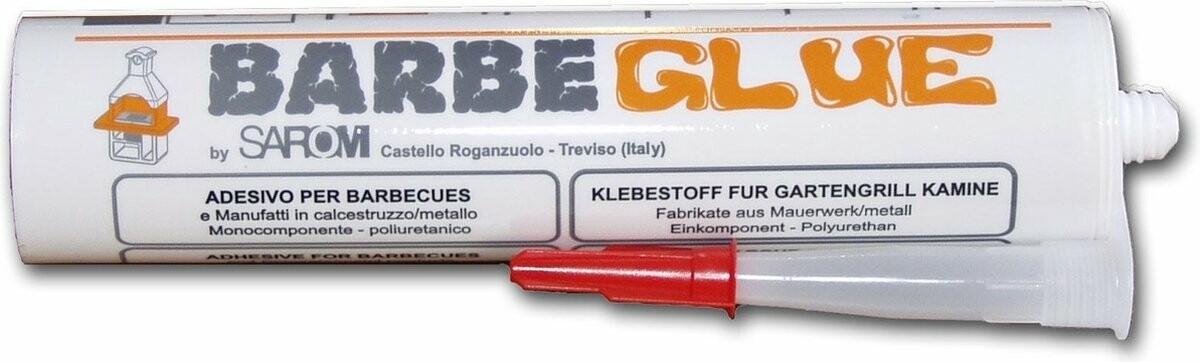 BARBEGLUE
by SAROM Castello Roganzuolo - Treviso (Italy)
ADESIVO PER BARBECUES
e Manufatti in calcestruzzo/metallo
Monocomponente - poliuretanico
KLEBESTOFF FUR GARTENGRILL KAMINE
Fabrikate aus Mauerwerk/metall
Einkomponent - Polyurethan
ADHESIVE FOR BARBECUES